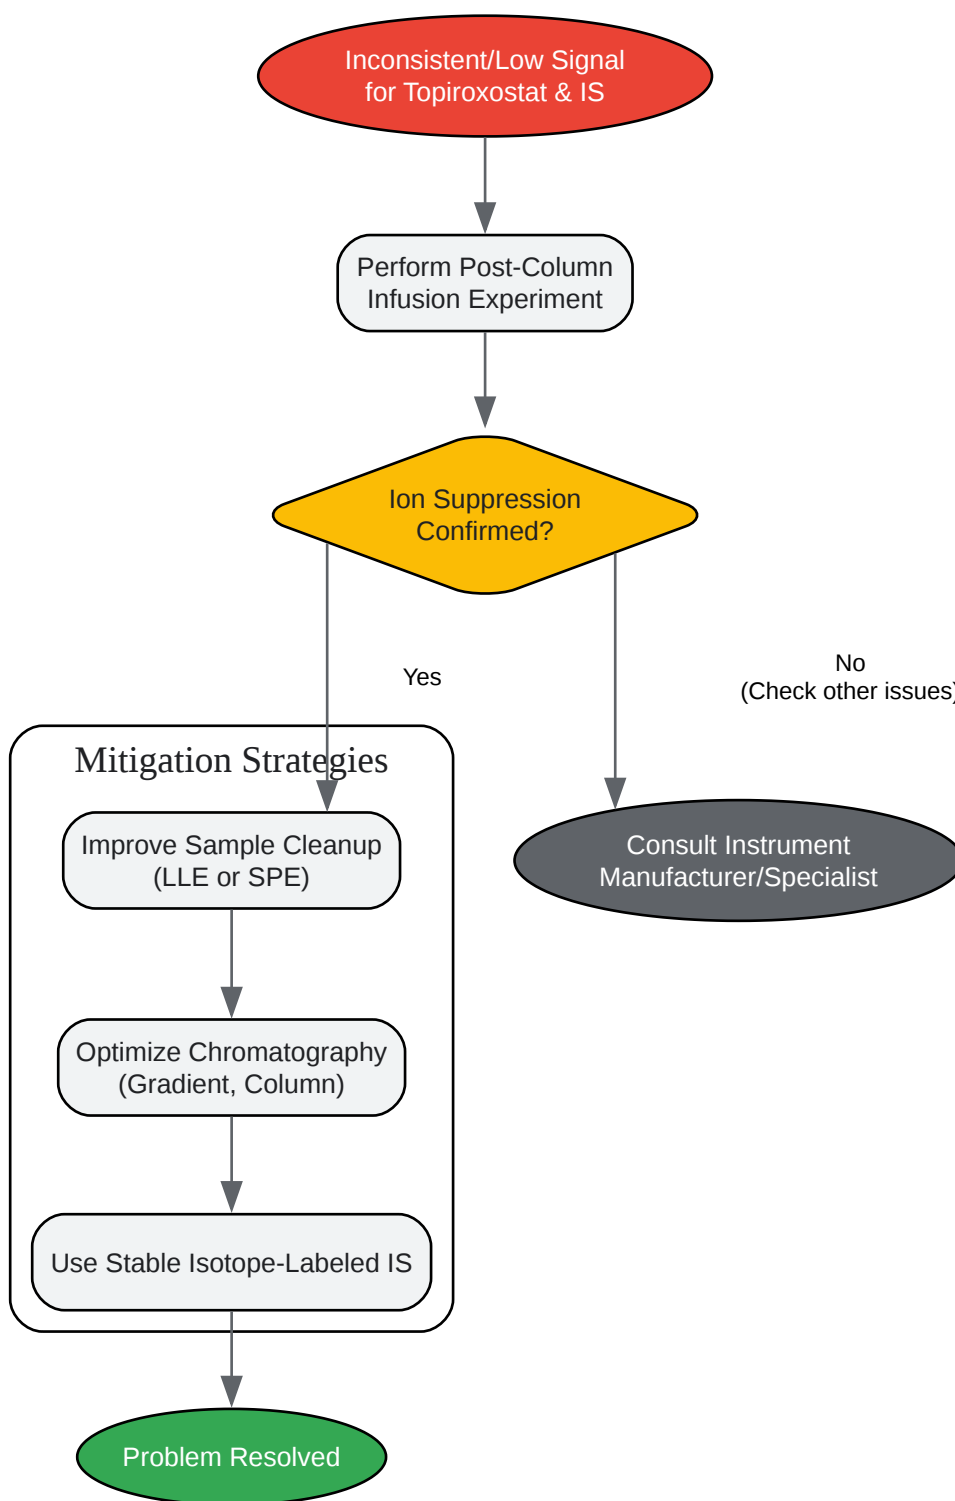 Inconsistent/Low Signal
for Topiroxostat & IS
Perform Post-Column
Infusion Experiment
Ion Suppression
Confirmed?
Yes
No
(Check other issues)
Mitigation Strategies
Improve Sample Cleanup
(LLE or SPE)
Consult Instrument
Manufacturer/Specialist
Optimize Chromatography
(Gradient, Column)
Use Stable Isotope-Labeled IS
Problem Resolved